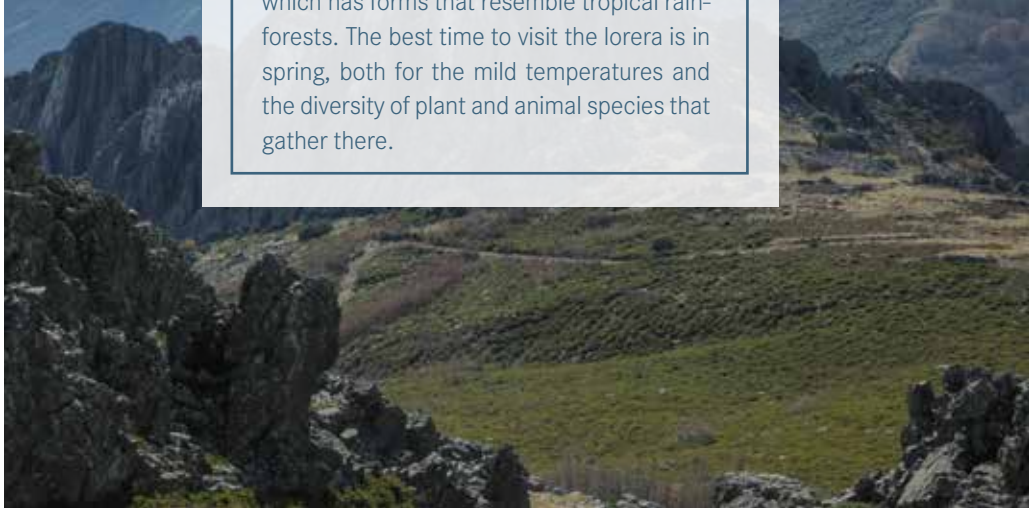 which has forms that resemble tropical rain-
forests. The best time to visit the lorera is in
spring, both for the mild temperatures and
the diversity of plant and animal species that
gather there.